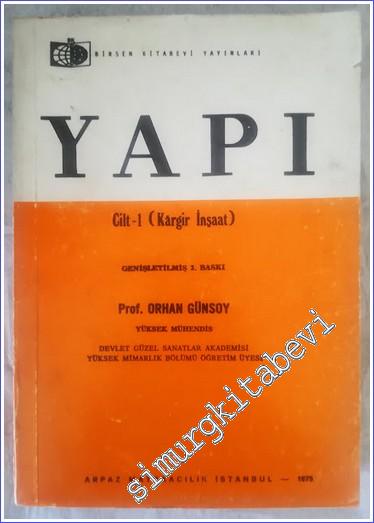 BİRSEN KİTABEVİ YAYINLARI
YAPI
Cilt-1 (Kârgir İnşaat)
GENİŞLETİLMİŞ 2. BASKI
Prof. ORHAN GÜNSOY
YÜKSEK MÜHENDİS
DEVLET GÜZEL SANATLAR AKADEMİSİ
YÜKSEK MİMARLIK BÖLÜMÜ ÖĞRETİM ÜYESİ
ARPAZ MATBAACILIK İSTANBUL — 1975
simurgkitabevi